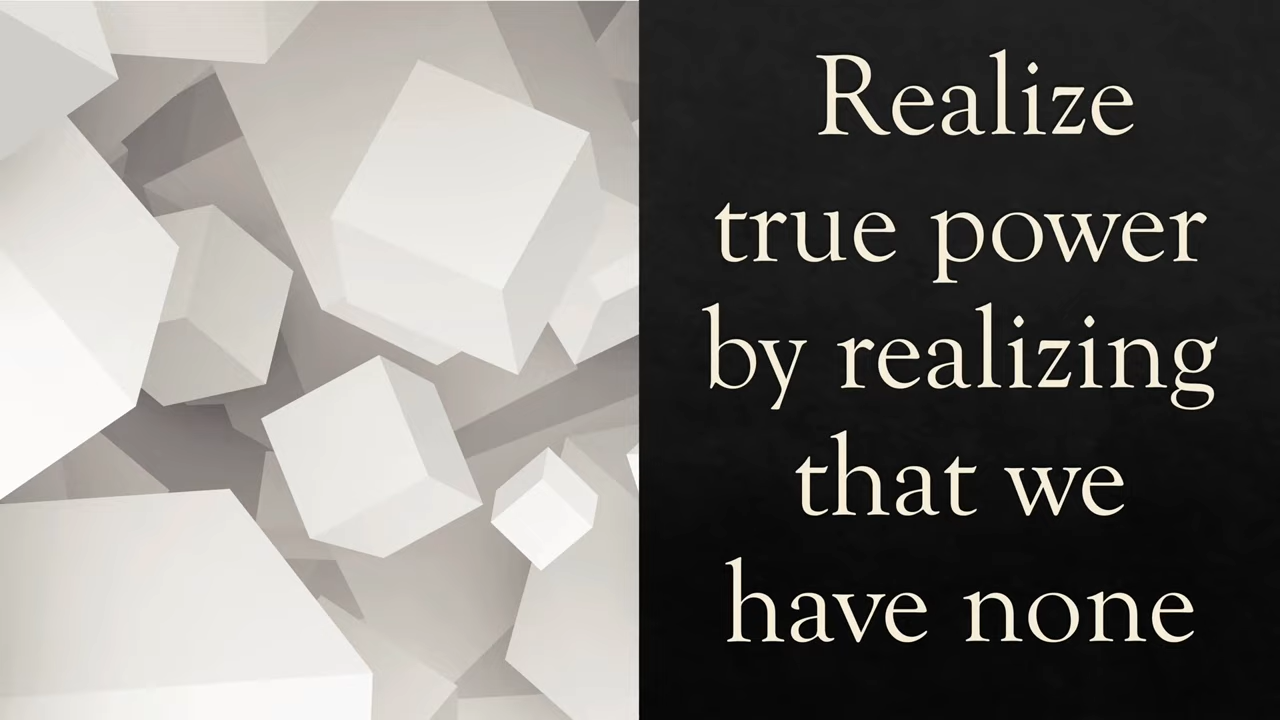 Realize
true power
by realizing
that we
have none